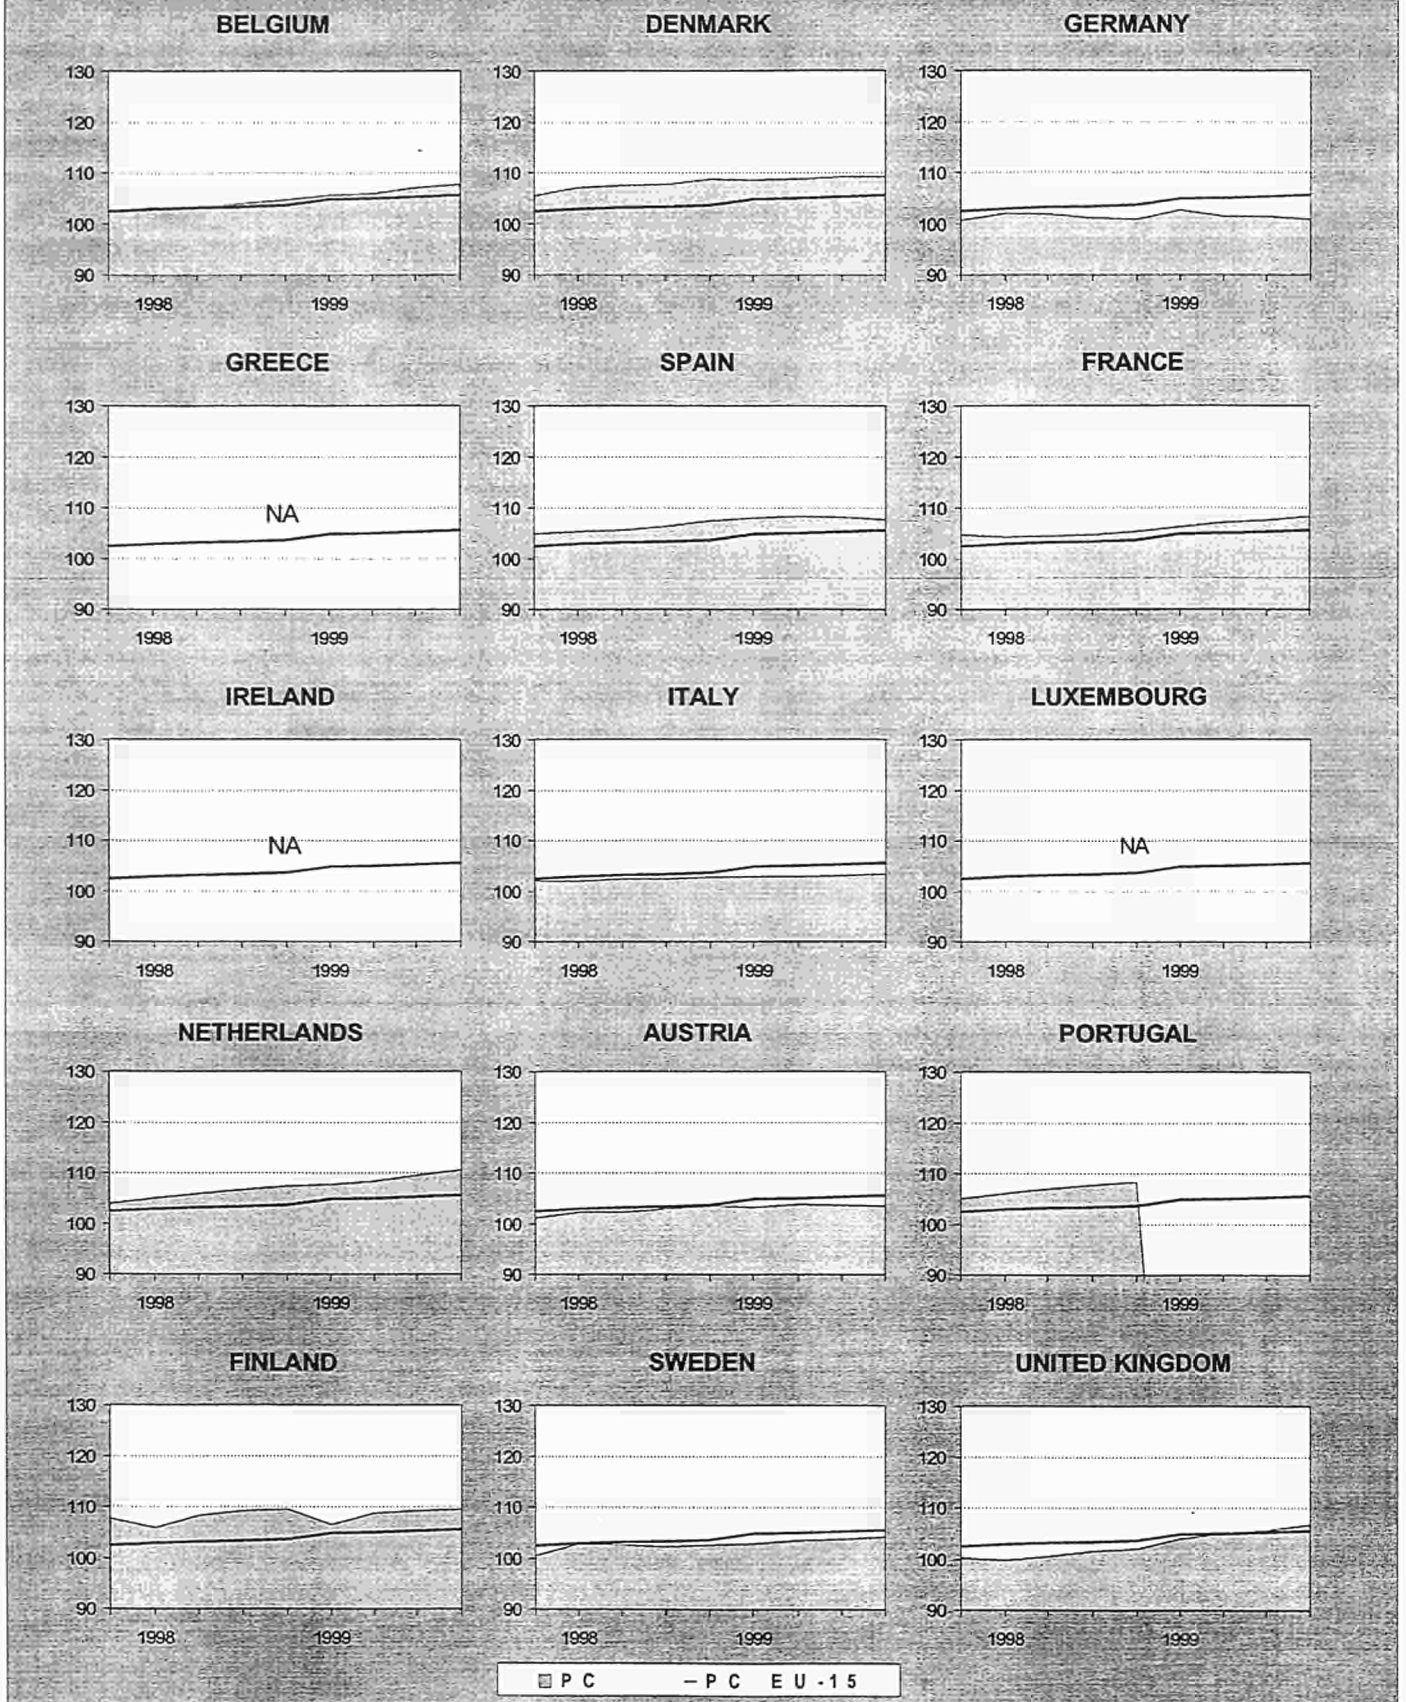 BELGIUM DENMARK GERMANY
130 130 130
120 120 120
110 110 110
100 100 100
90 90 90
1998 1999 1998 1999 1998 1999
GREECE SPAIN FRANCE
130 130 130
120 120 120
110 NA 110 110
100 100 100
90 90 90
1998 1999 1998 1999 1998 1999
IRELAND ITALY LUXEMBOURG
130 130 130
120 120 120
110 NA 110 110 NA
100 100 100
90 90 90
1998 1999 1998 1999 1998 1999
NETHERLANDS AUSTRIA PORTUGAL
130 130 130
120 120 120
110 110 110
100 100 100
90 90 90
1998 1999 1998 1999 1998 1999
FINLAND SWEDEN UNITED KINGDOM
130 130 130
120 120 120
110 110 110
100 100 100
90 90 90
1998 1999 1998 1999 1998 1999
PC PC EU-15